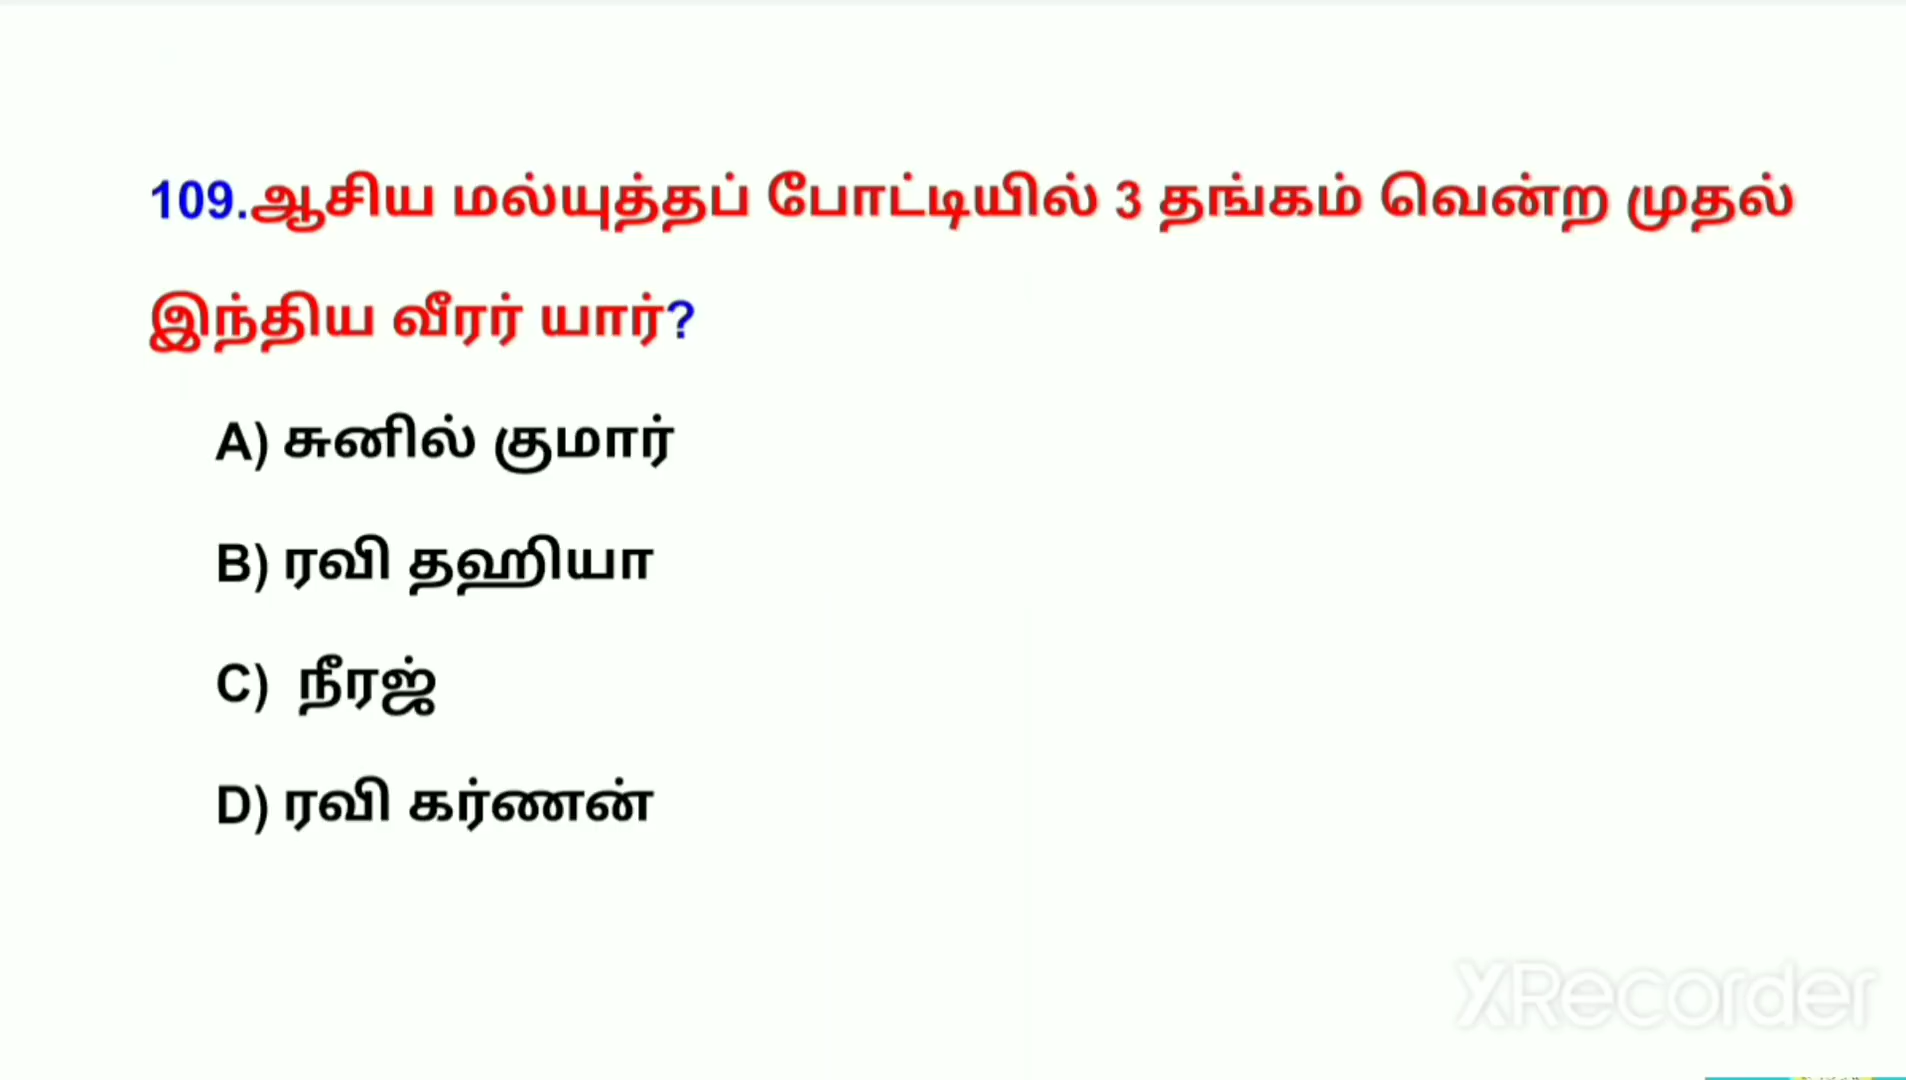 109.ஆசிய மல்யுத்தப் போட்டியில் 3 தங்கம் வென்ற முதல்
இந்திய வீரர் யார்?
A) சுனில் குமார்
B) ரவி தஹியா
C) நீரஜ்
D) ரவி கர்ணன்
XRecorder